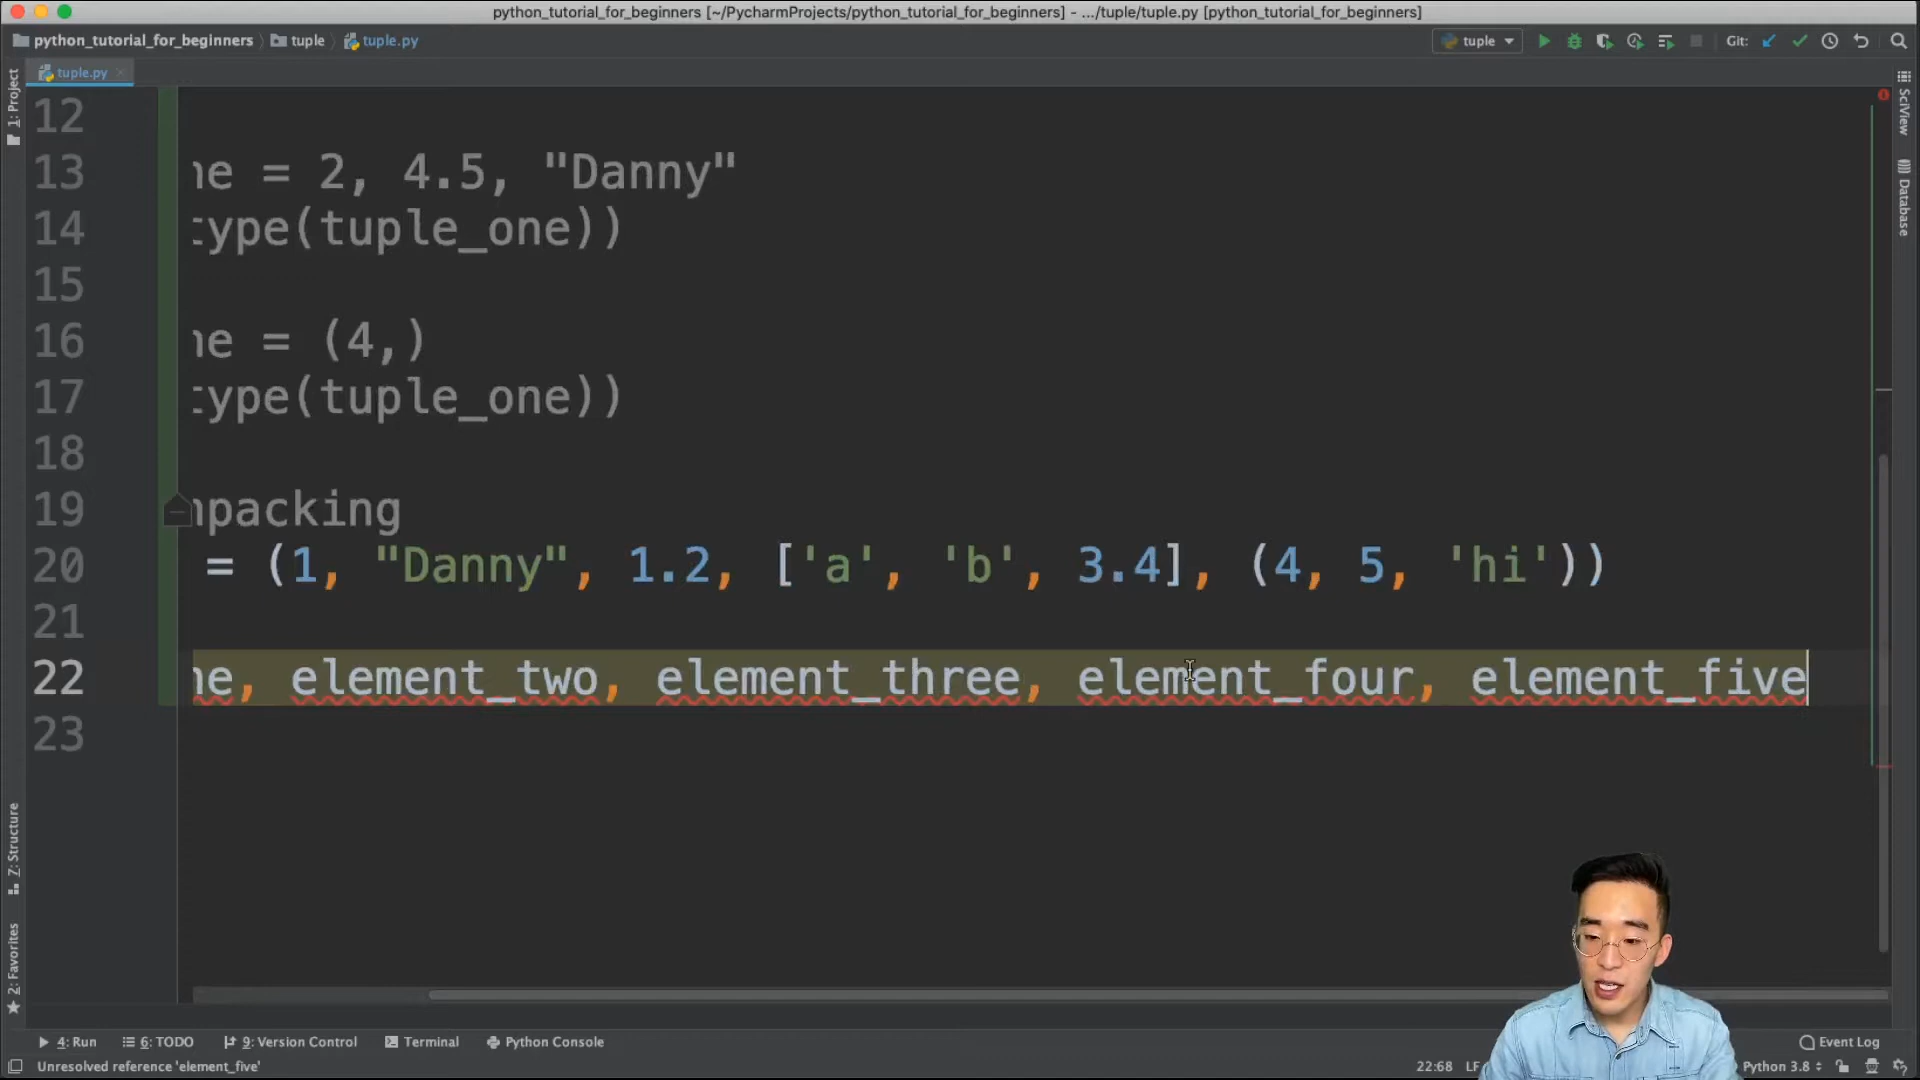 python_tutorial_for_beginners [~/PycharmProjects/python_tutorial_for_beginners] - .../tuple/tuple.py [python_tutorial_for_beginners]
python_tutorial_for_beginners tuple tuple.py tuple Git:
tuple.py
1: Project
SciView
Database
12
13 ne = 2, 4.5, "Danny"
14 type(tuple_one))
15
16 ne = (4,)
17 type(tuple_one))
18
19 npacking
20 = (1, "Danny", 1.2, ['a', 'b', 3.4], (4, 5, 'hi'))
21
22 ne, element_two, element_three, element_four, element_five
23
7: Structure
2: Favorites
4: Run 6: TODO 9: Version Control Terminal Python Console Event Log
Unresolved reference 'element_five' 22:68 LF Python 3.8